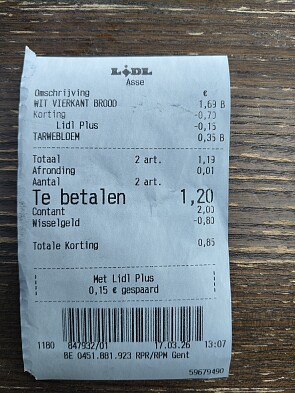 LIDL
Asse
Omschrijving €
WIT VIERKANT BROOD 1,69 B
Korting -0,70
Lidl Plus -0,15
TARWEBLOEM 0,35 B
Totaal 2 art. 1,19
Afronding 0,01
Aantal 2 art.
Te betalen 1,20
Contant 2,00
Wisselgeld -0,80
Totale Korting 0,85
Met Lidl Plus
0,15 € gespaard
1180 847932/01 17.03.26 13:07
BE 0451.881.923 RPR/RPM Gent
59679490